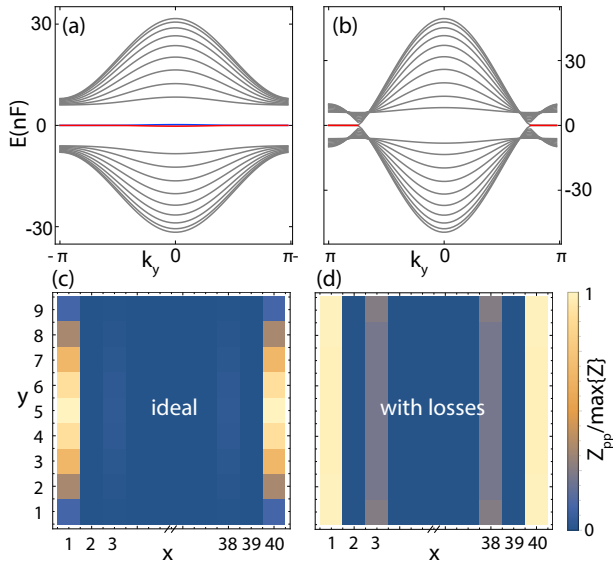 (a) (b)
30 0 -30
E(nF)
- π k_y 0 π-
30 0 -30
π k_y 0 π
(c) (d)
9
8
7
6
5
4
3
2
1
y
ideal
with losses
1 2 3 38 39 40
x
1 2 3 38 39 40
x
1
0
Z_pp/max{Z}